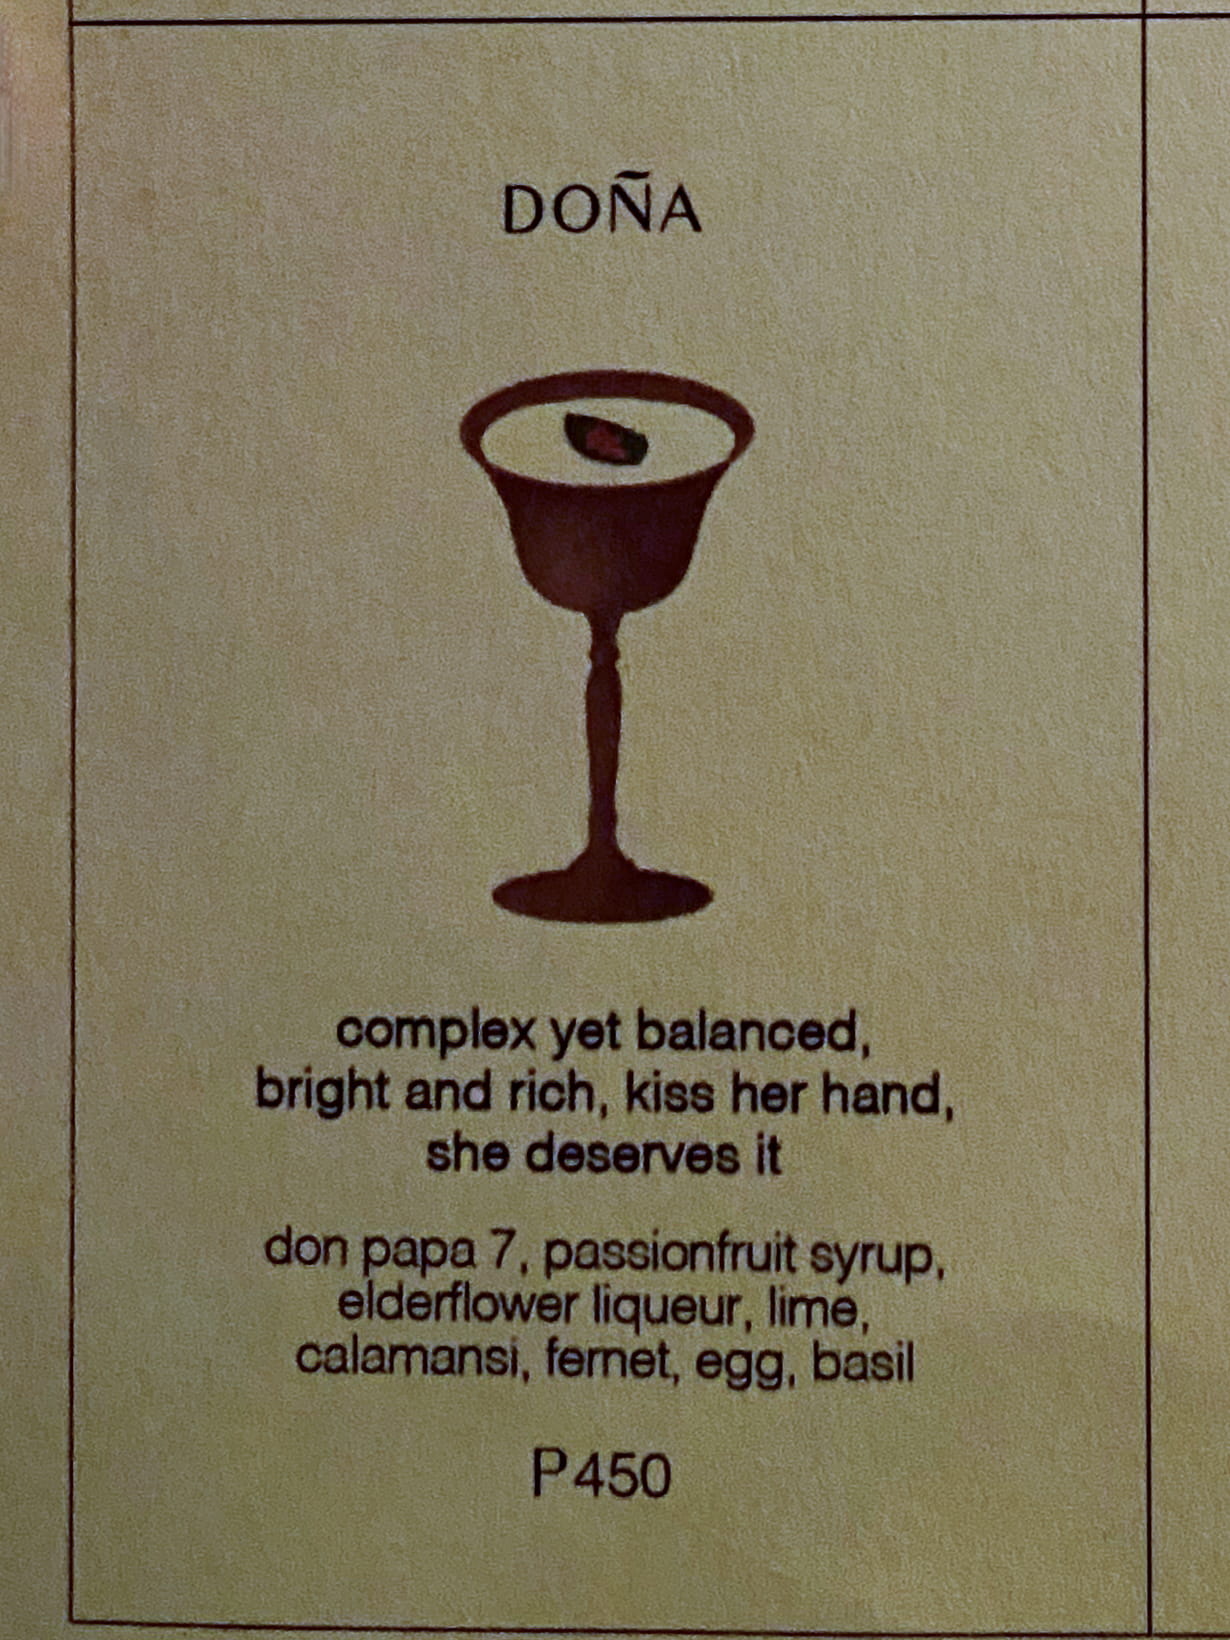 DOÑA
complex yet balanced,
bright and rich, kiss her hand,
she deserves it
don papa 7, passionfruit syrup,
elderflower liqueur, lime,
calamansi, fernet, egg, basil
P450